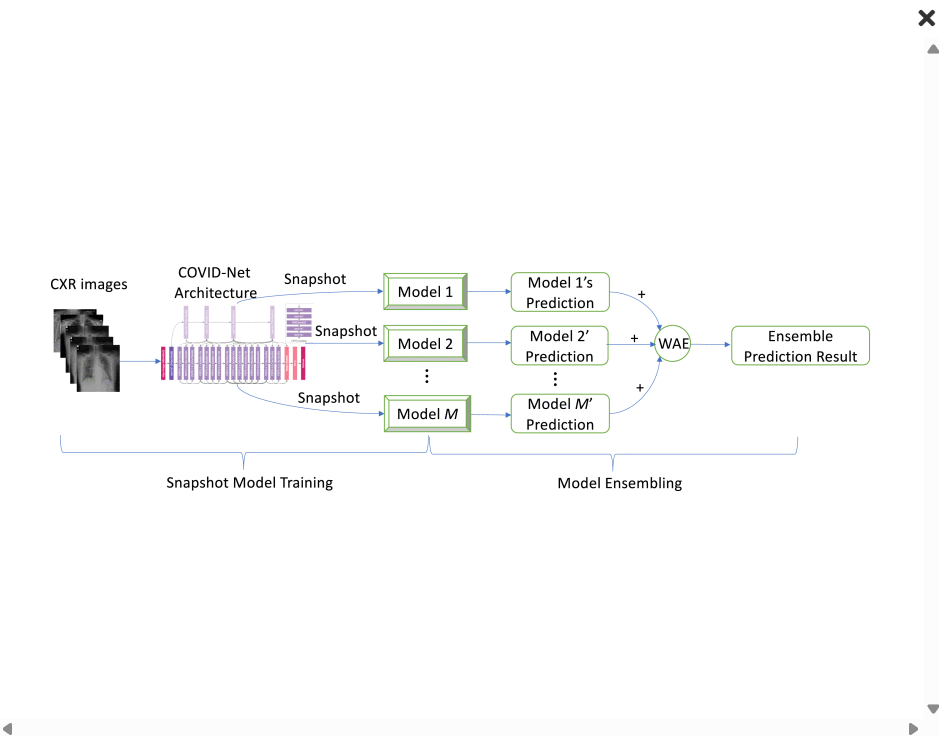 CXR images
COVID-Net
Architecture
Snapshot
Snapshot
Snapshot
Model 1
Model 2
Model M
Model 1's
Prediction
Model 2'
Prediction
Model M'
Prediction
+
+
+
WAE
Ensemble
Prediction Result
Snapshot Model Training
Model Ensembling